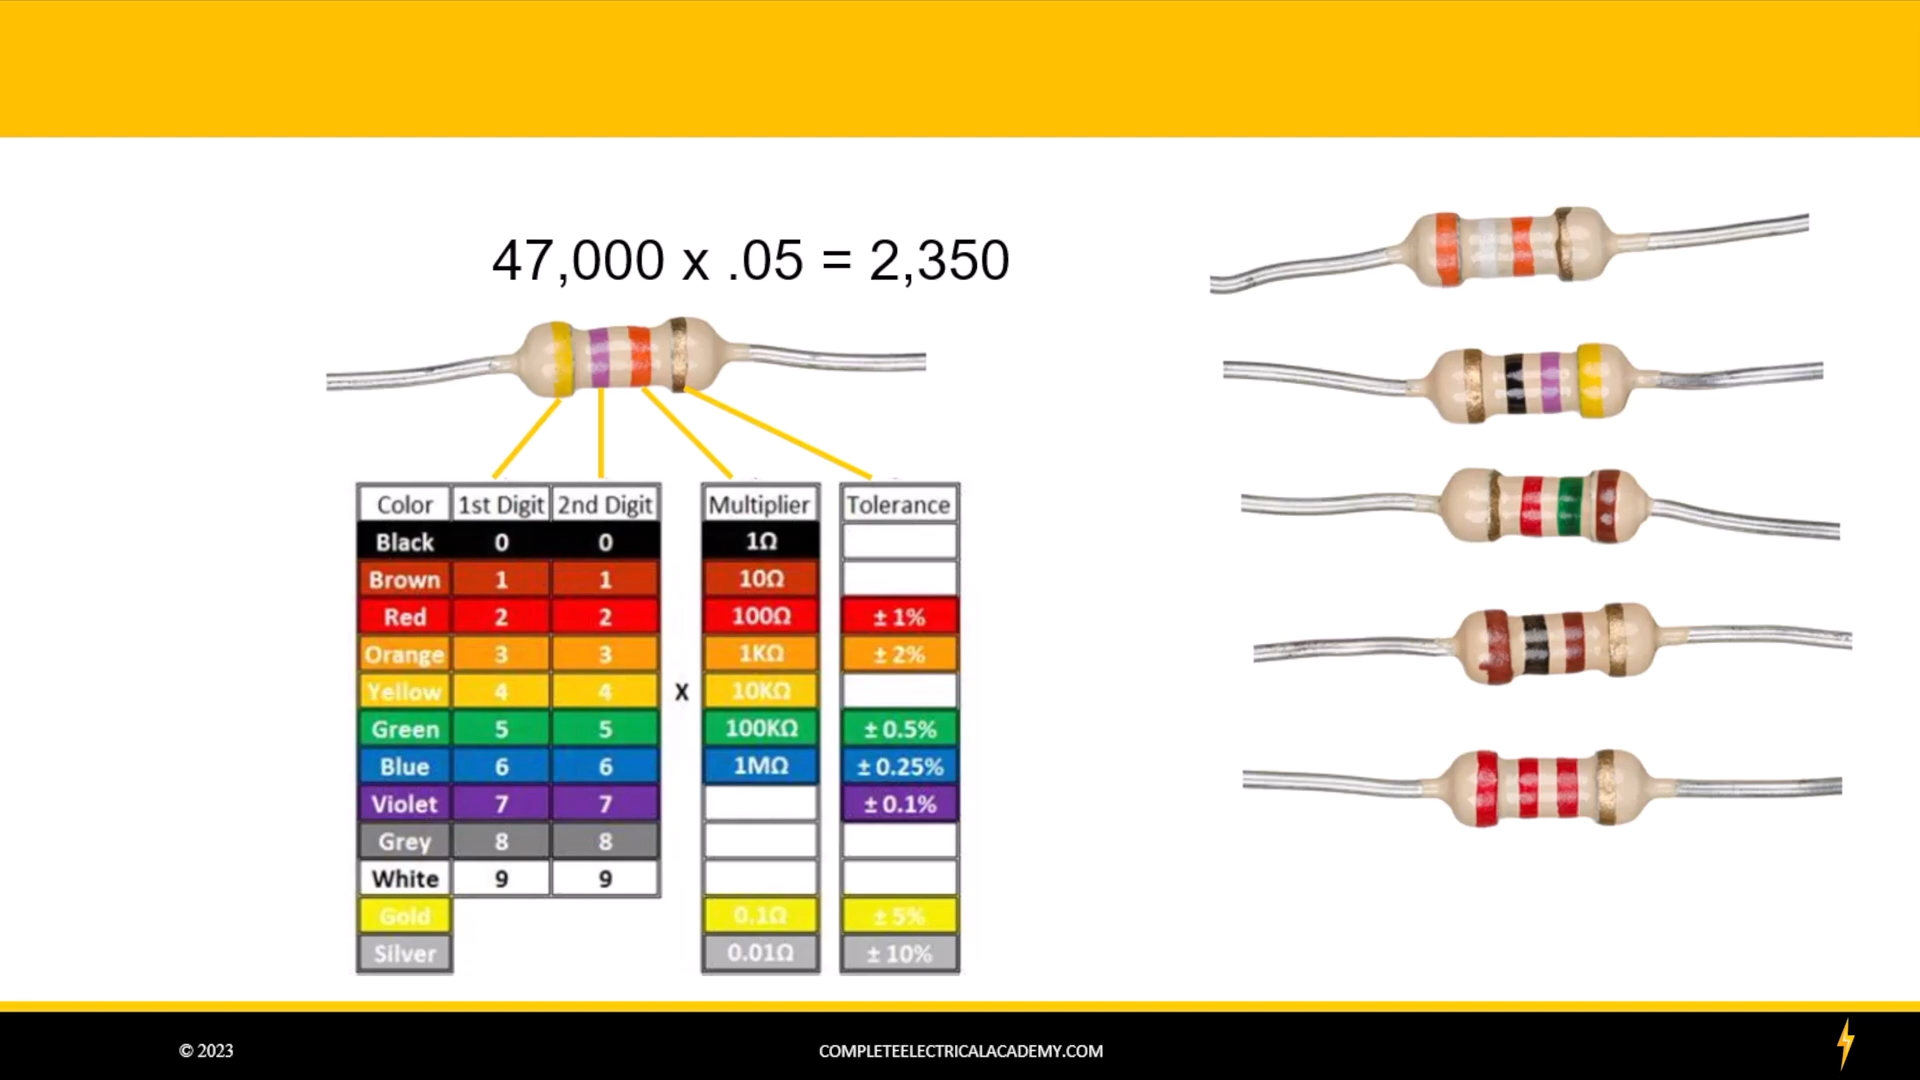 47,000 x .05 = 2,350
Color 1st Digit 2nd Digit Multiplier Tolerance
Black 0 0 1Ω
Brown 1 1 10Ω
Red 2 2 100Ω ± 1%
Orange 3 3 1KΩ ± 2%
Yellow 4 4 x 10KΩ
Green 5 5 100KΩ ± 0.5%
Blue 6 6 1MΩ ± 0.25%
Violet 7 7 ± 0.1%
Grey 8 8
White 9 9
Gold 0.1Ω ± 5%
Silver 0.01Ω ± 10%
© 2023 COMPLETEELECTRICALACADEMY.COM